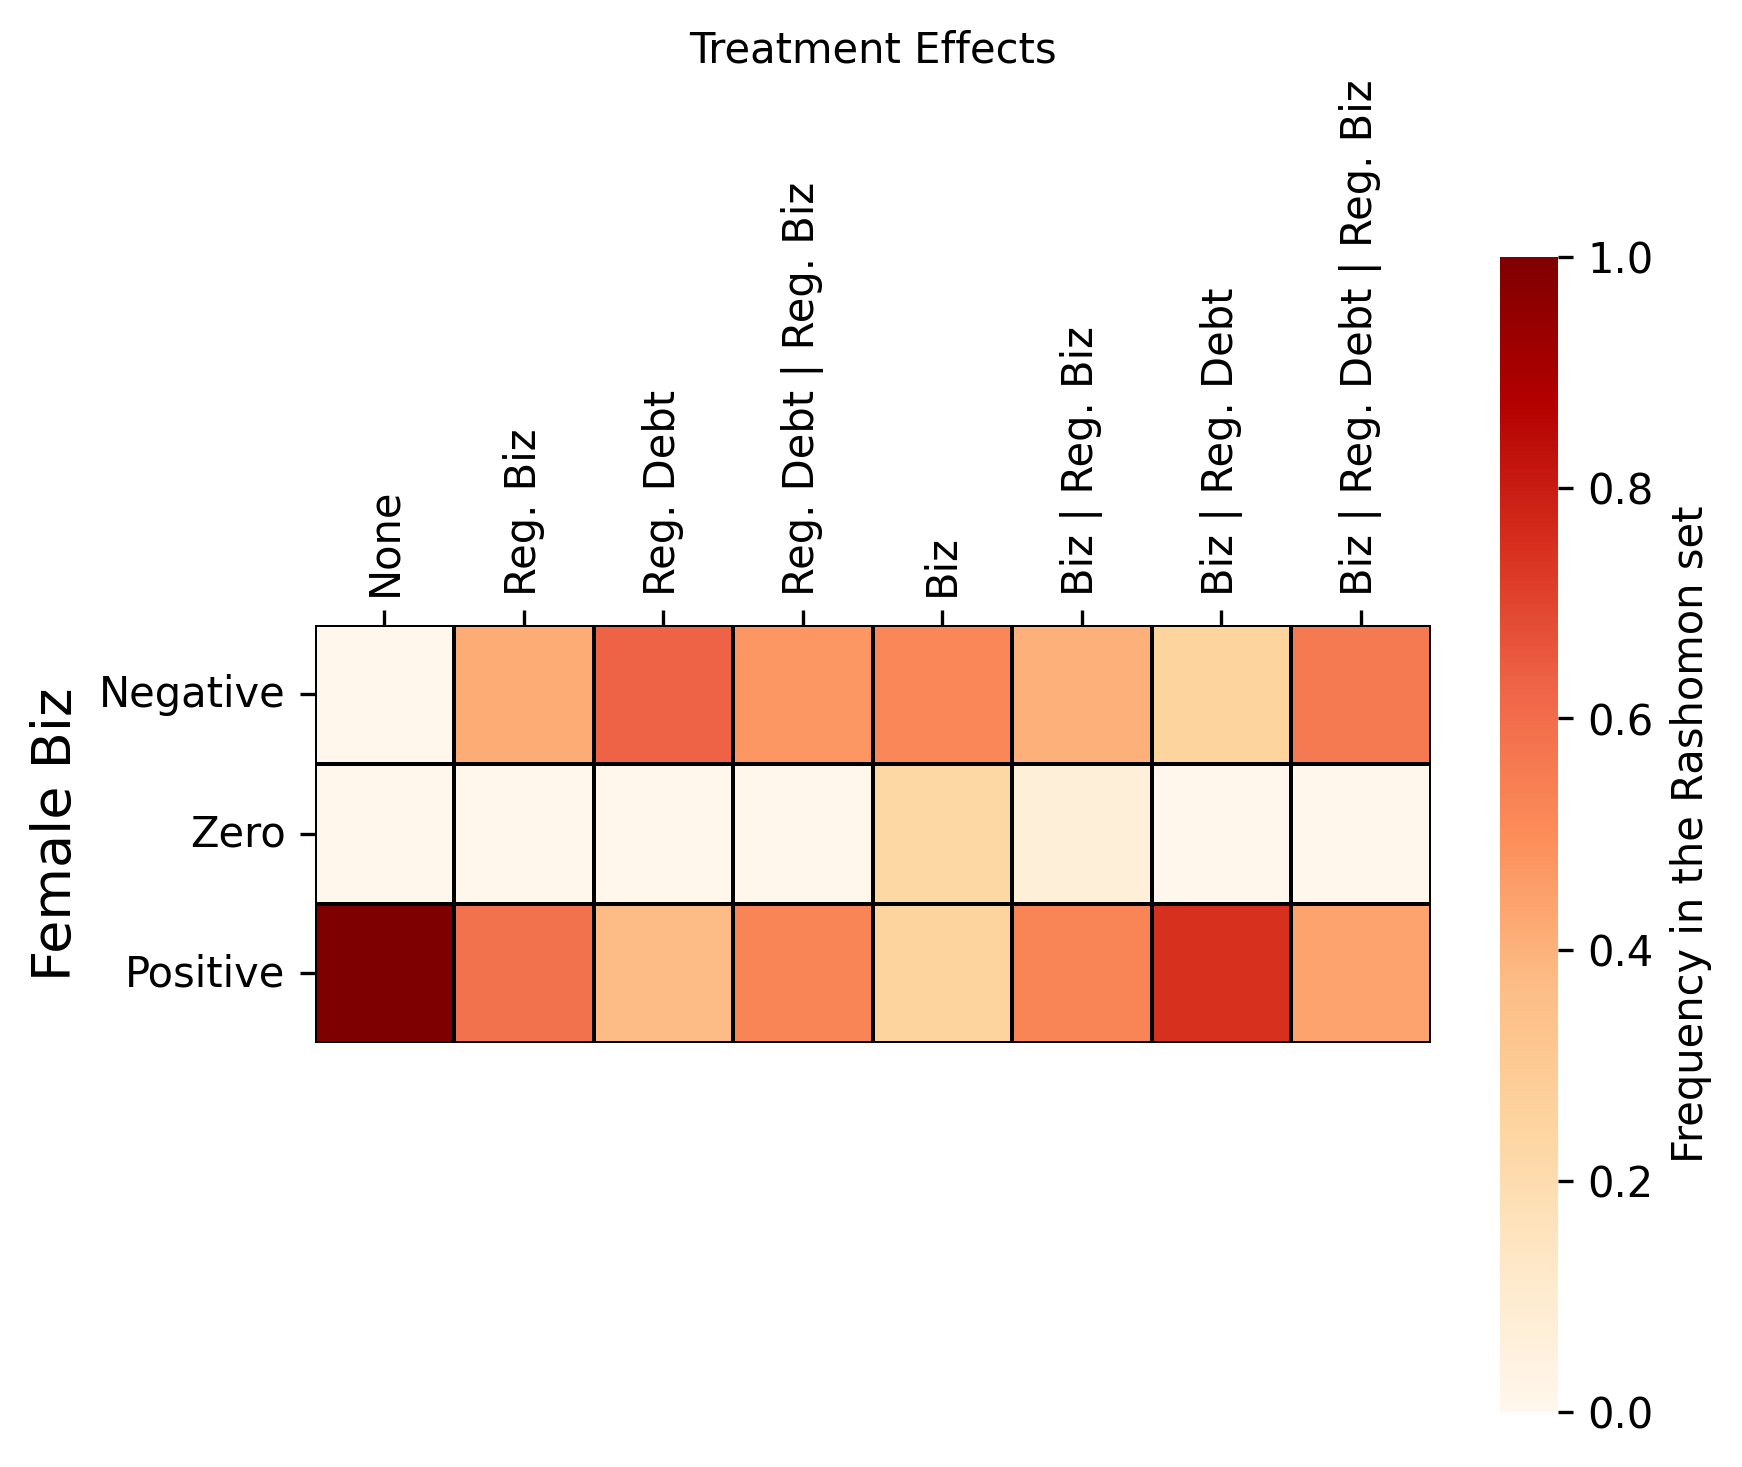 Treatment Effects
None
Reg. Biz
Reg. Debt
Reg. Debt | Reg. Biz
Biz
Biz | Reg. Biz
Biz | Reg. Debt
Biz | Reg. Debt | Reg. Biz
Female Biz
Negative
Zero
Positive
1.0
0.8
0.6
0.4
0.2
0.0
Frequency in the Rashomon set